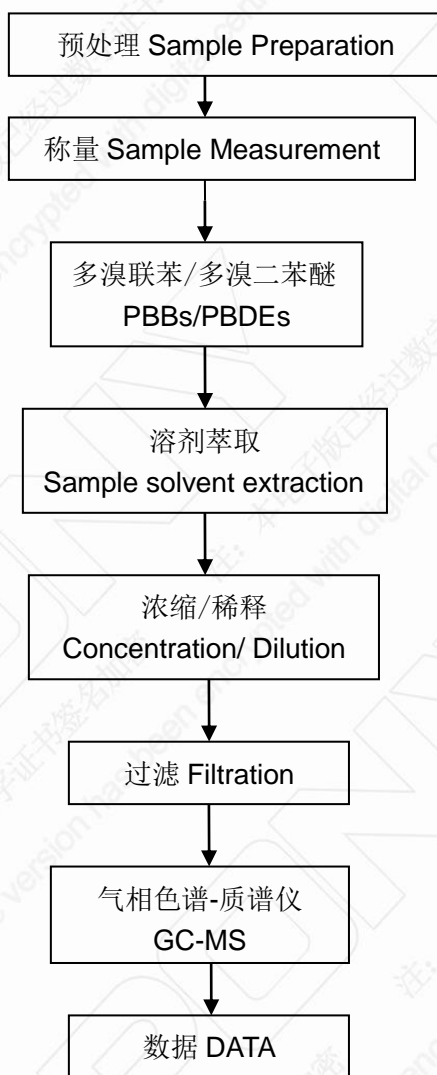 预处理 Sample Preparation
称量 Sample Measurement
多溴联苯/多溴二苯醚
PBBs/PBDEs
溶剂萃取
Sample solvent extraction
浓缩/稀释
Concentration/ Dilution
过滤 Filtration
气相色谱-质谱仪
GC-MS
数据 DATA